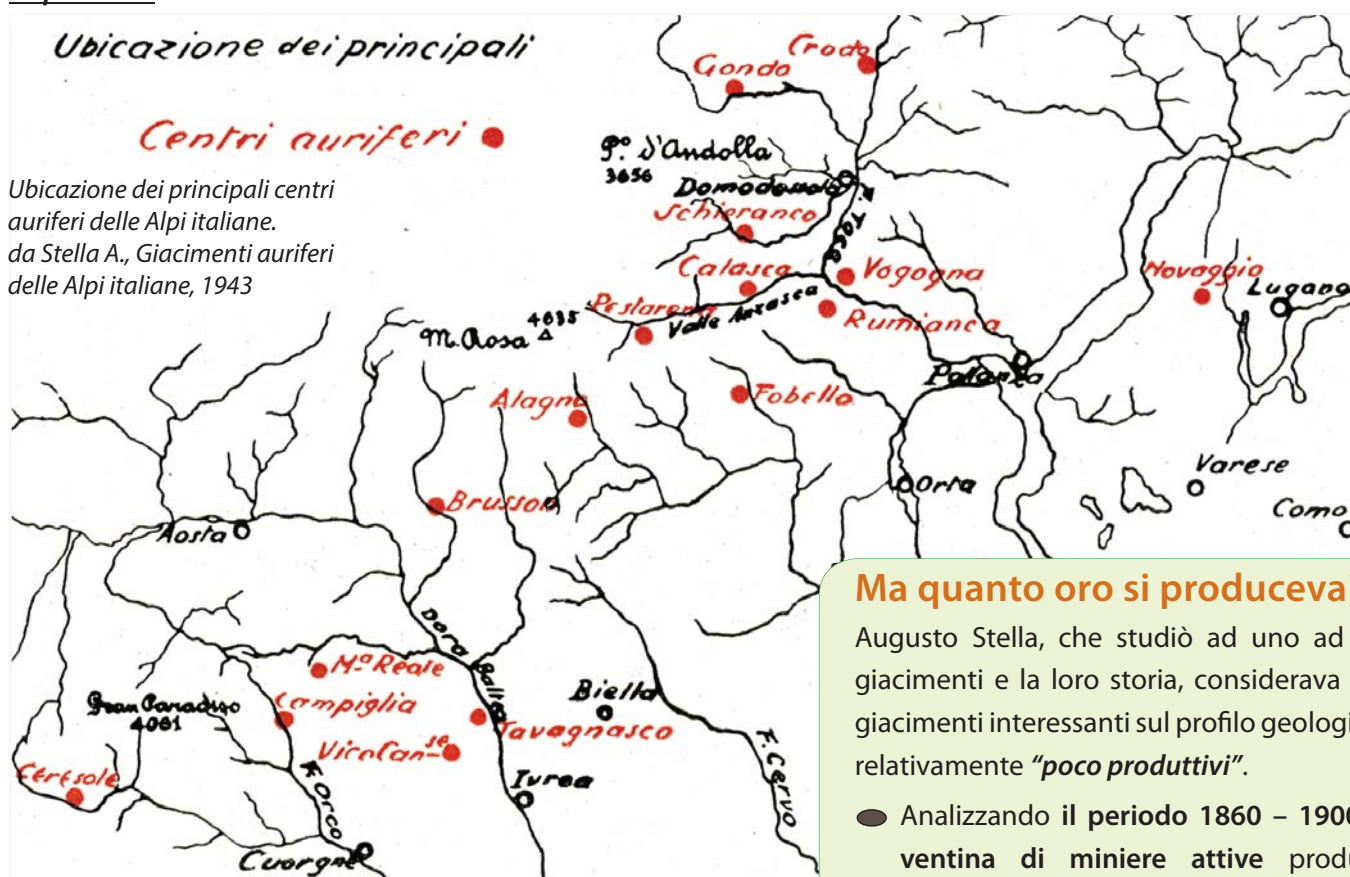 Ubicazione dei principali
Centri auriferi
Ubicazione dei principali centri
auriferi delle Alpi italiane.
da Stella A., Giacimenti auriferi
delle Alpi italiane, 1943
Crodo
Gondo
P.º d'Andolla
3656
Domodossola
Schieranco
F. Toce
Calasca
Vogogna
Novaggio
Lugano
Pestarena
Valle Anzasca
Rumianca
M. Rosa
4635
Pallanza
Alagna
Fobello
Varese
Orta
Como
Brusson
Aosta
Dora Baltea
Mª Reale
Gran Paradiso
4061
Campiglia
Biella
Tavagnasco
Vico Can-se
F. Cervo
Ceresole
F. Orco
Ivrea
Cuorgnè
Ma quanto oro si produceva
Augusto Stella, che studiò ad uno ad
giacimenti e la loro storia, considerava
giacimenti interessanti sul profilo geologi
relativamente "poco produttivi".
Analizzando il periodo 1860 – 1900
ventina di miniere attive produ